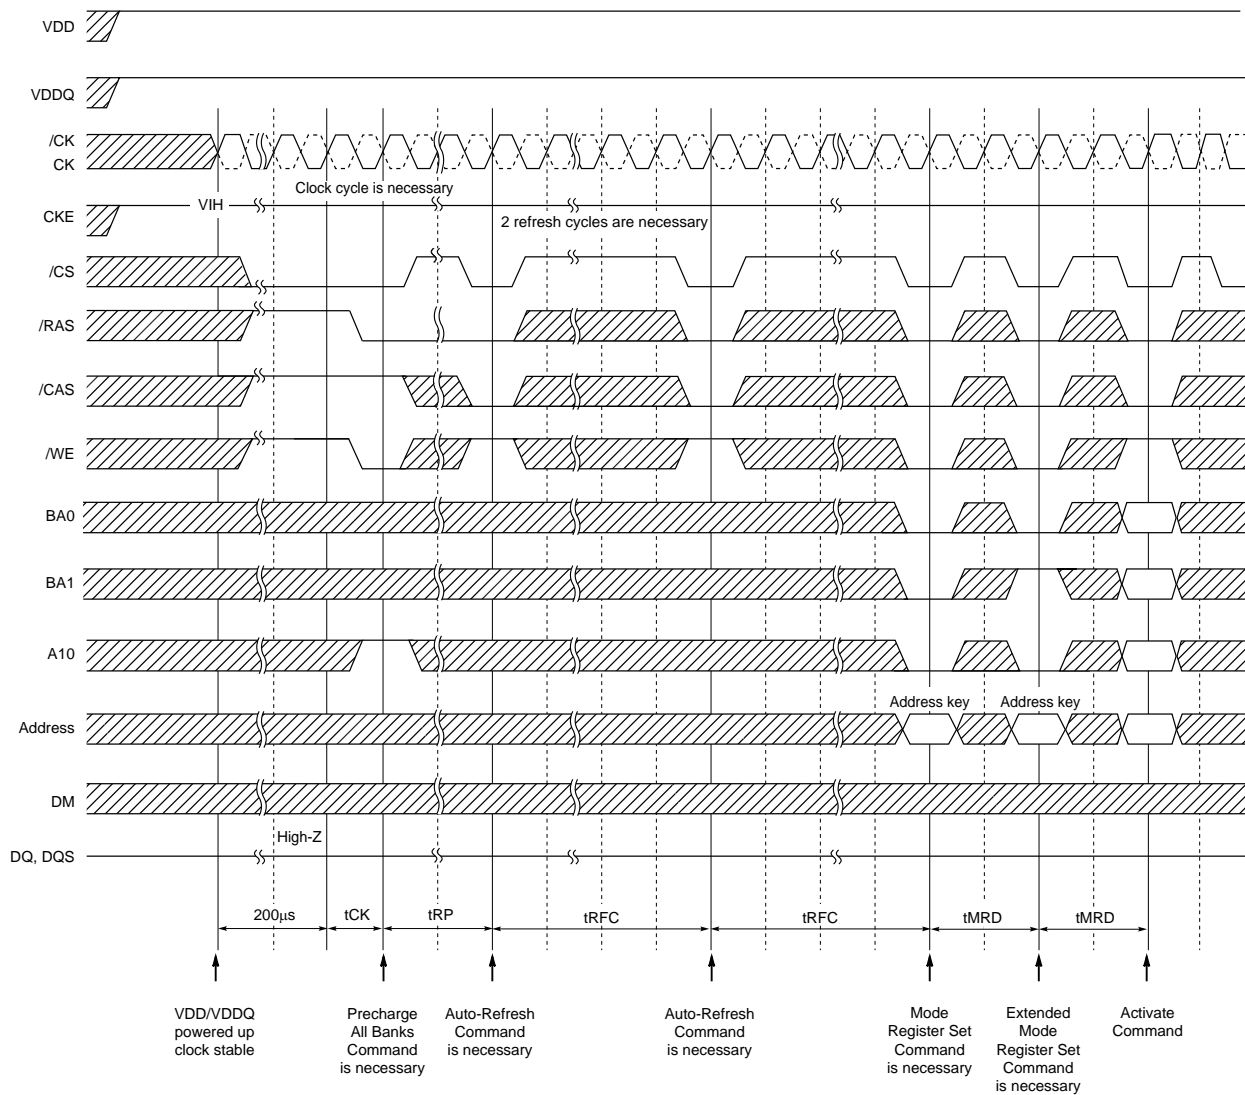 VDD
VDDQ
/CK
CK
Clock cycle is necessary
VIH
CKE
2 refresh cycles are necessary
/CS
/RAS
/CAS
/WE
BA0
BA1
A10
Address key Address key
Address
DM
High-Z
DQ, DQS
200µs tCK tRP tRFC tRFC tMRD tMRD
VDD/VDDQ
powered up
clock stable
Precharge
All Banks
Command
is necessary
Auto-Refresh
Command
is necessary
Auto-Refresh
Command
is necessary
Mode
Register Set
Command
is necessary
Extended
Mode
Register Set
Command
is necessary
Activate
Command